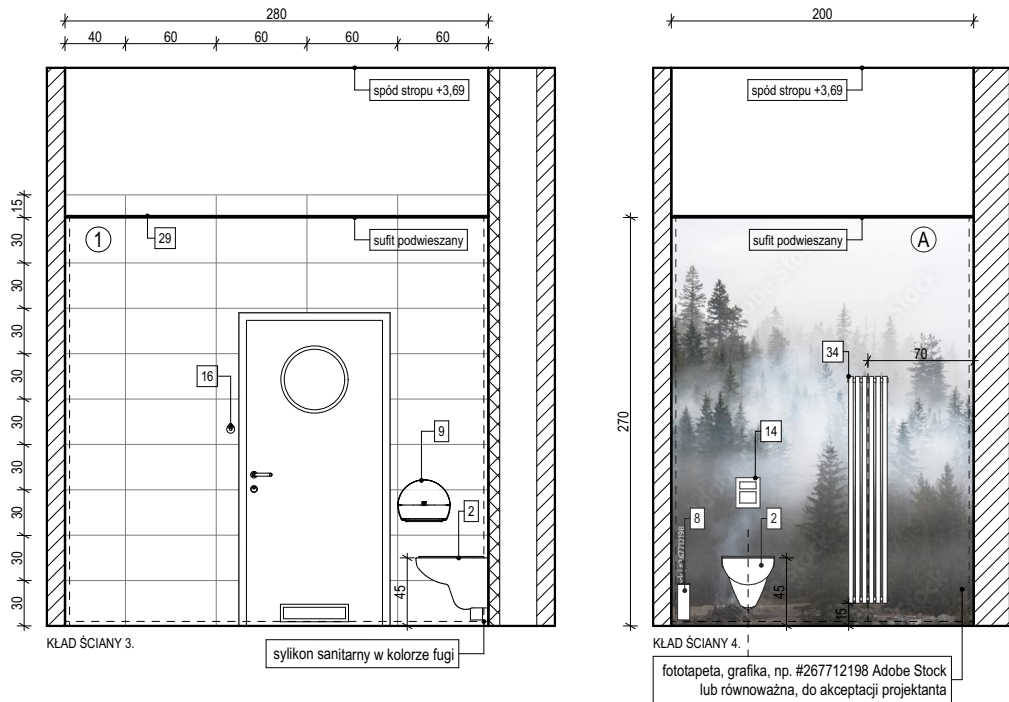 280
40
60
60
60
60
spód stropu +3,69
15
30
30
30
30
30
30
30
30
30
1
29
sufit podwieszany
16
9
2
45
KŁAD ŚCIANY 3.
sylikon sanitarny w kolorze fugi
200
spód stropu +3,69
sufit podwieszany
A
Adobe Stock
34
70
270
14
8
2
#267712198
45
15
KŁAD ŚCIANY 4.
fototapeta, grafika, np. #267712198 Adobe Stock
lub równoważna, do akceptacji projektanta